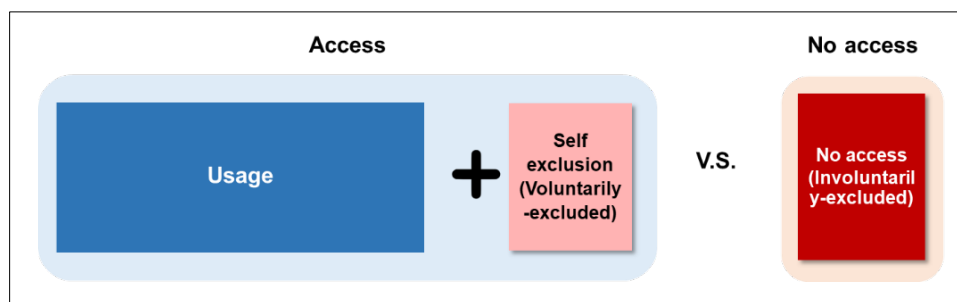 Access
No access
Usage
Self
exclusion
(Voluntarily
-excluded)
V.S.
No access
(Involuntaril
y-excluded)